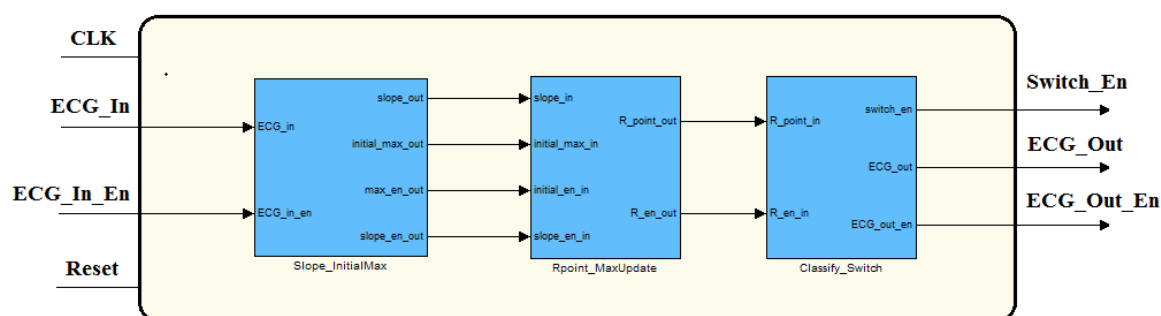 CLK
ECG_In
ECG_In_En
Reset
ECG_in
ECG_in_en
slope_out
initial_max_out
max_en_out
slope_en_out
Slope_InitialMax
slope_in
initial_max_in
initial_en_in
slope_en_in
R_point_out
R_en_out
Rpoint_MaxUpdate
R_point_in
R_en_in
switch_en
ECG_out
ECG_out_en
Classify_Switch
Switch_En
ECG_Out
ECG_Out_En